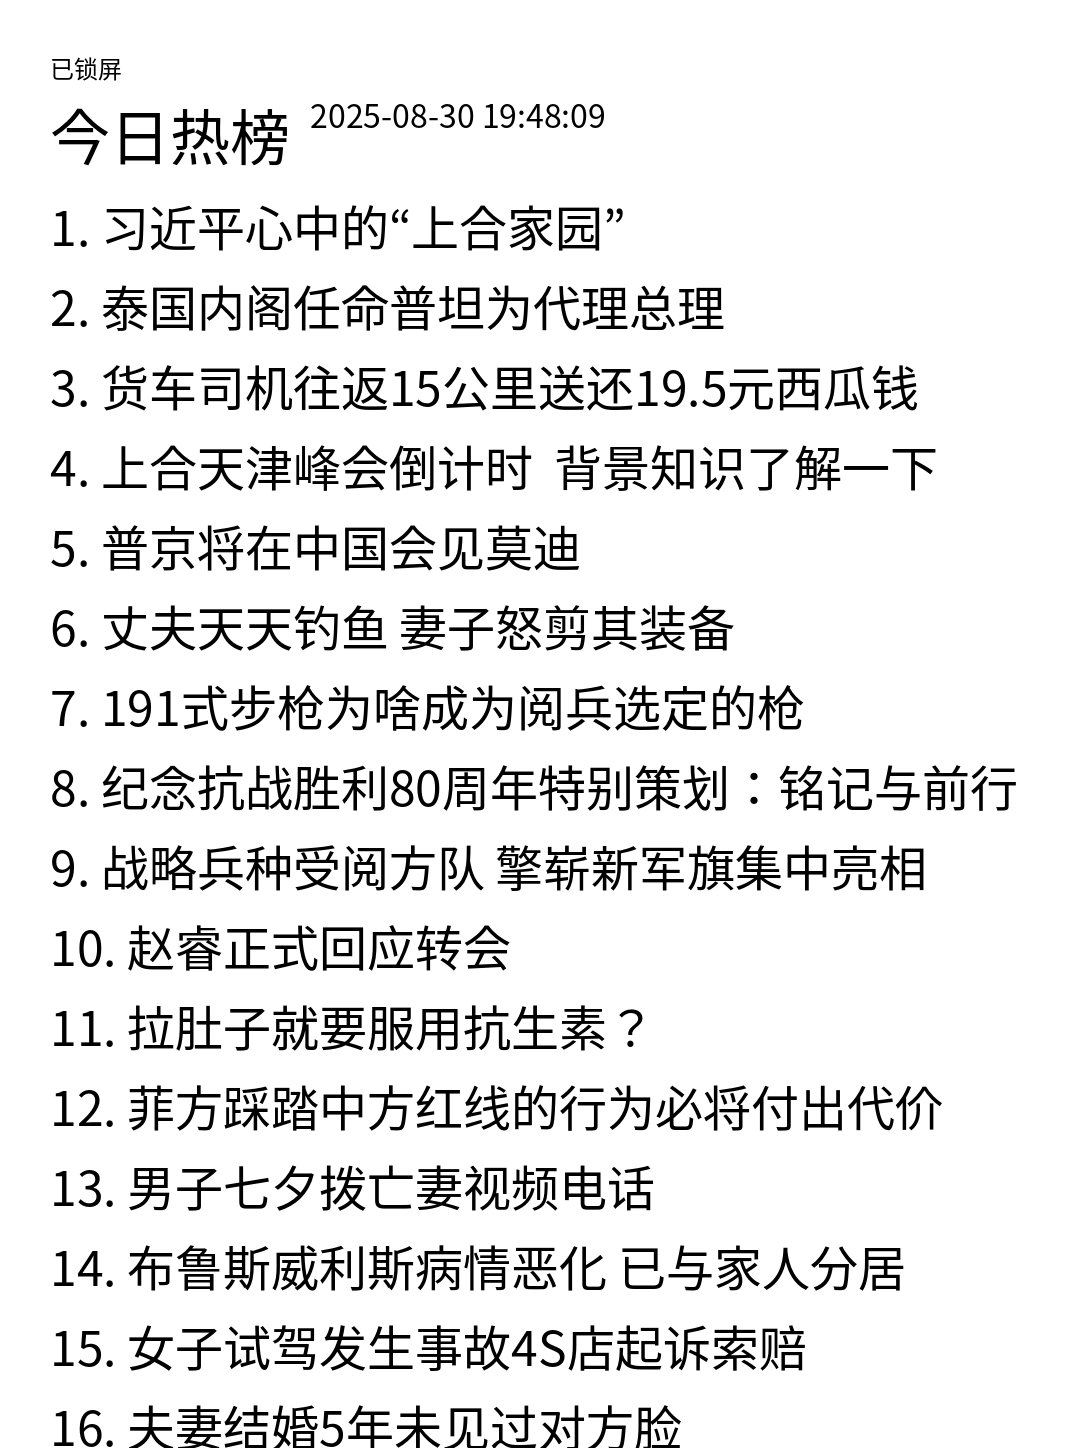 已锁屏
今日热榜 2025-08-30 19:48:09
1. 习近平心中的“上合家园”
2. 泰国内阁任命普坦为代理总理
3. 货车司机往返15公里送还19.5元西瓜钱
4. 上合天津峰会倒计时  背景知识了解一下
5. 普京将在中国会见莫迪
6. 丈夫天天钓鱼 妻子怒剪其装备
7. 191式步枪为啥成为阅兵选定的枪
8. 纪念抗战胜利80周年特别策划：铭记与前行
9. 战略兵种受阅方队 擎崭新军旗集中亮相
10. 赵睿正式回应转会
11. 拉肚子就要服用抗生素？
12. 菲方踩踏中方红线的行为必将付出代价
13. 男子七夕拨亡妻视频电话
14. 布鲁斯威利斯病情恶化 已与家人分居
15. 女子试驾发生事故4S店起诉索赔
16. 夫妻结婚5年未见过对方脸